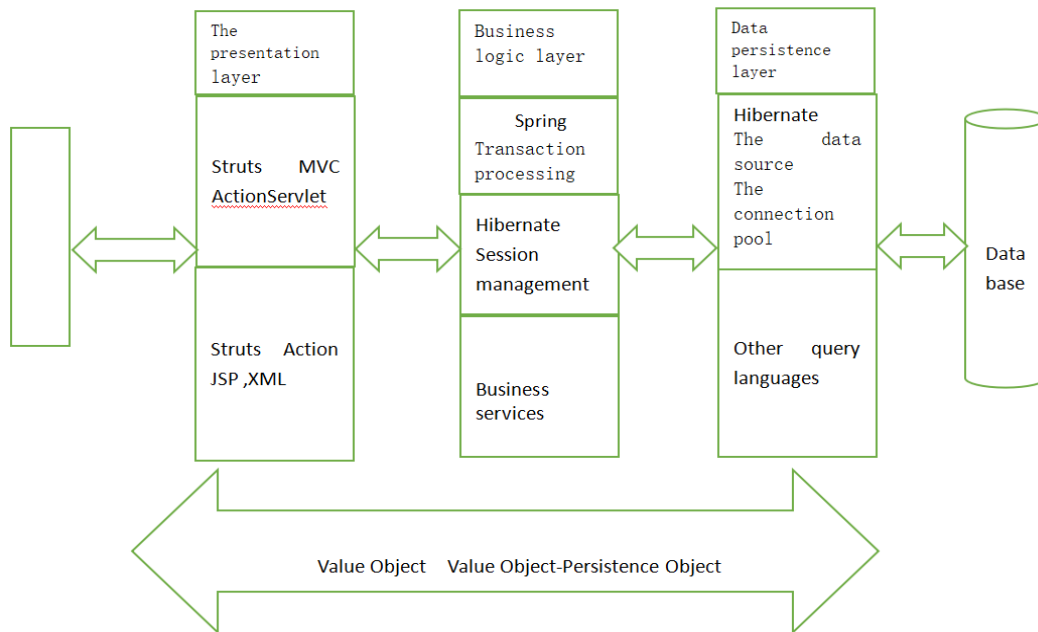 The
presentation
layer
Struts MVC
ActionServlet
Struts Action
JSP ,XML
Business
logic layer
Spring
Transaction
processing
Hibernate
Session
management
Business
services
Data
persistence
layer
Hibernate
The data
source
The
connection
pool
Other query
languages
Data
base
Value Object Value Object-Persistence Object